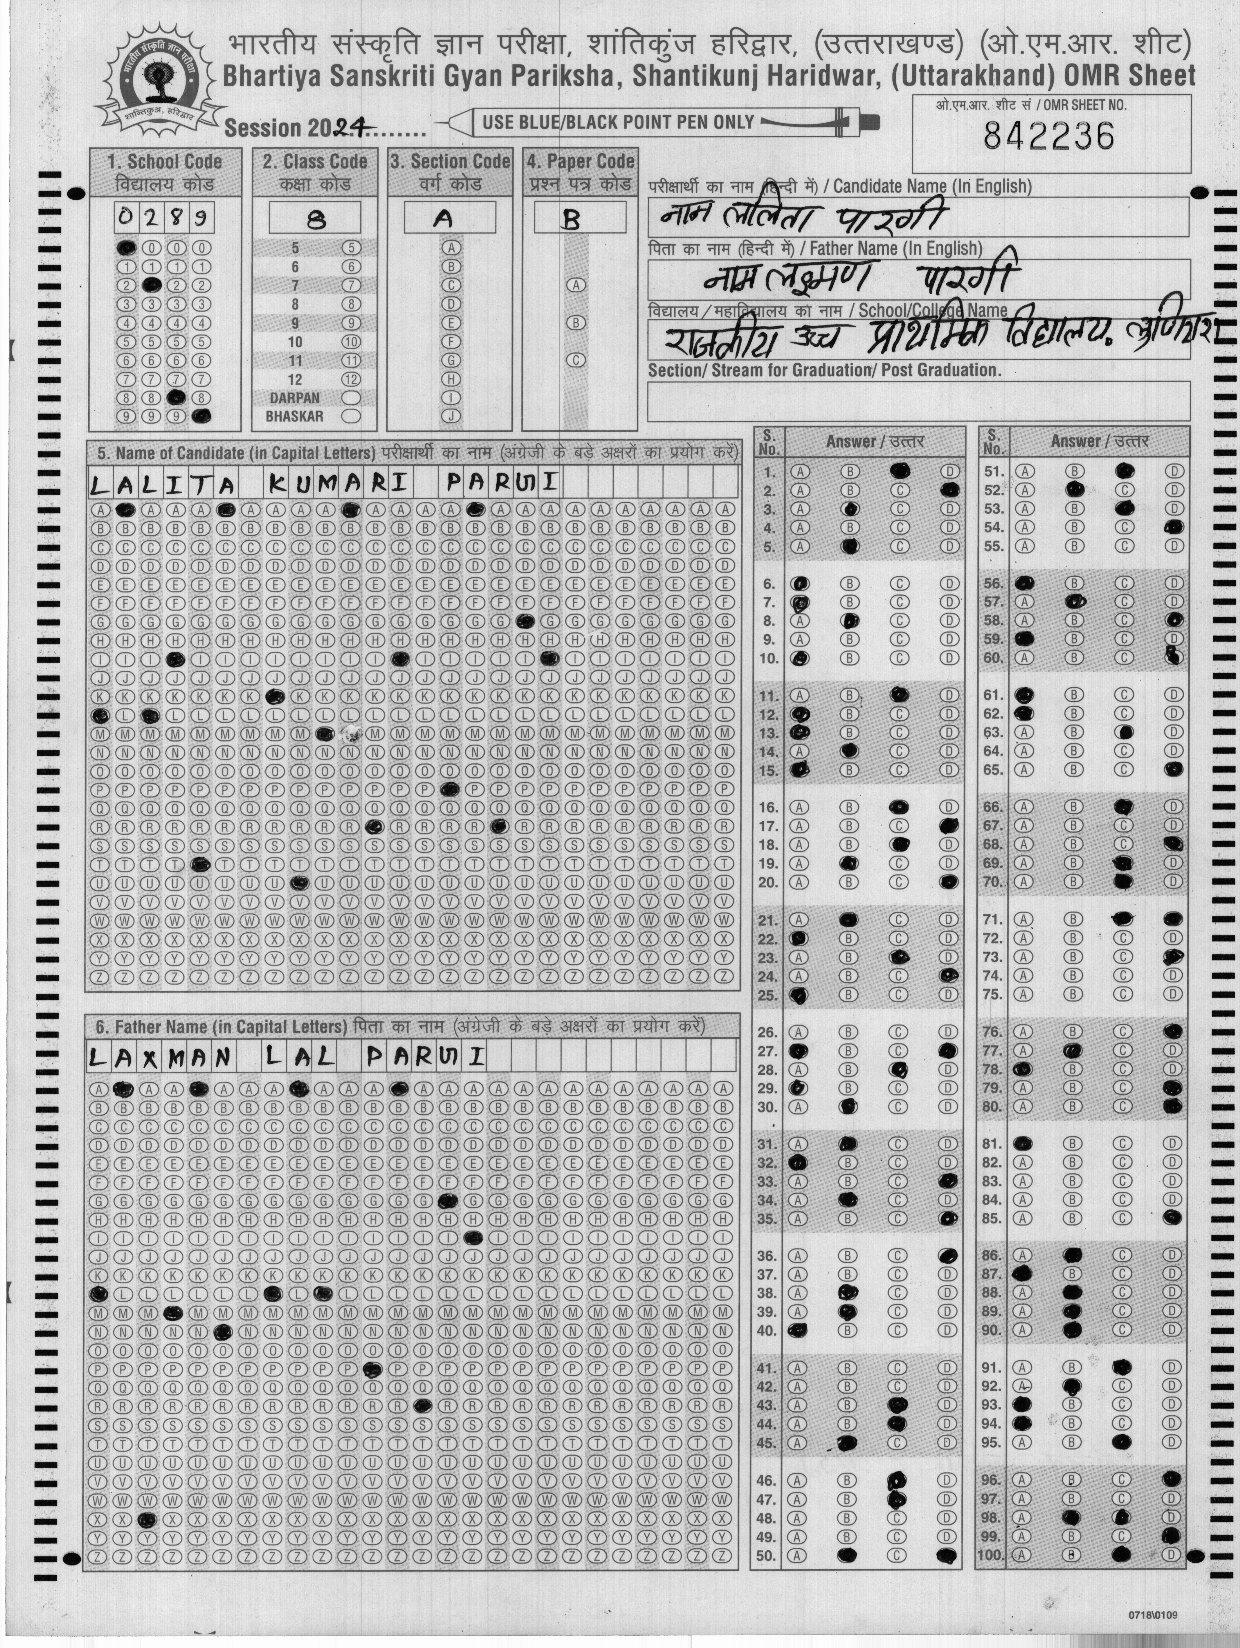 भारतीय संस्कृति ज्ञान परीक्षा, शांतिकुंज हरिद्वार, (उत्तराखण्ड) (ओ.एम.आर. शीट)
Bhartiya Sanskriti Gyan Pariksha, Shantikunj Haridwar, (Uttarakhand) OMR Sheet
Session 2024
USE BLUE/BLACK POINT PEN ONLY
ओ.एम.आर. शीट सं / OMR SHEET NO.
842236
1. School Code
विद्यालय कोड
0289
2. Class Code
कक्षा कोड
8
3. Section Code
वर्ग कोड
A
4. Paper Code
प्रश्न पत्र कोड
B
परीक्षार्थी का नाम (हिन्दी में) / Candidate Name (In English)
नाम ललिता पारगी
पिता का नाम (हिन्दी में) / Father Name (In English)
नाम लक्ष्मण पारगी
विद्यालय / महाविद्यालय का नाम / School/College Name
राजकीय उच्च प्राथमिक विद्यालय.
Section/ Stream for Graduation/ Post Graduation.
5
6
7
8
9
10
11
12
DARPAN
BHASKAR
5. Name of Candidate (in Capital Letters) परीक्षार्थी का नाम (अंग्रेजी के बड़े अक्षरों का प्रयोग करें)
LALITA KUMARI PARGI
6. Father Name (in Capital Letters) पिता का नाम (अंग्रेजी के बड़े अक्षरों का प्रयोग करें)
LAXMAN LAL PARGI
S. No. Answer / उत्तर
S. No. Answer / उत्तर
0718\0109